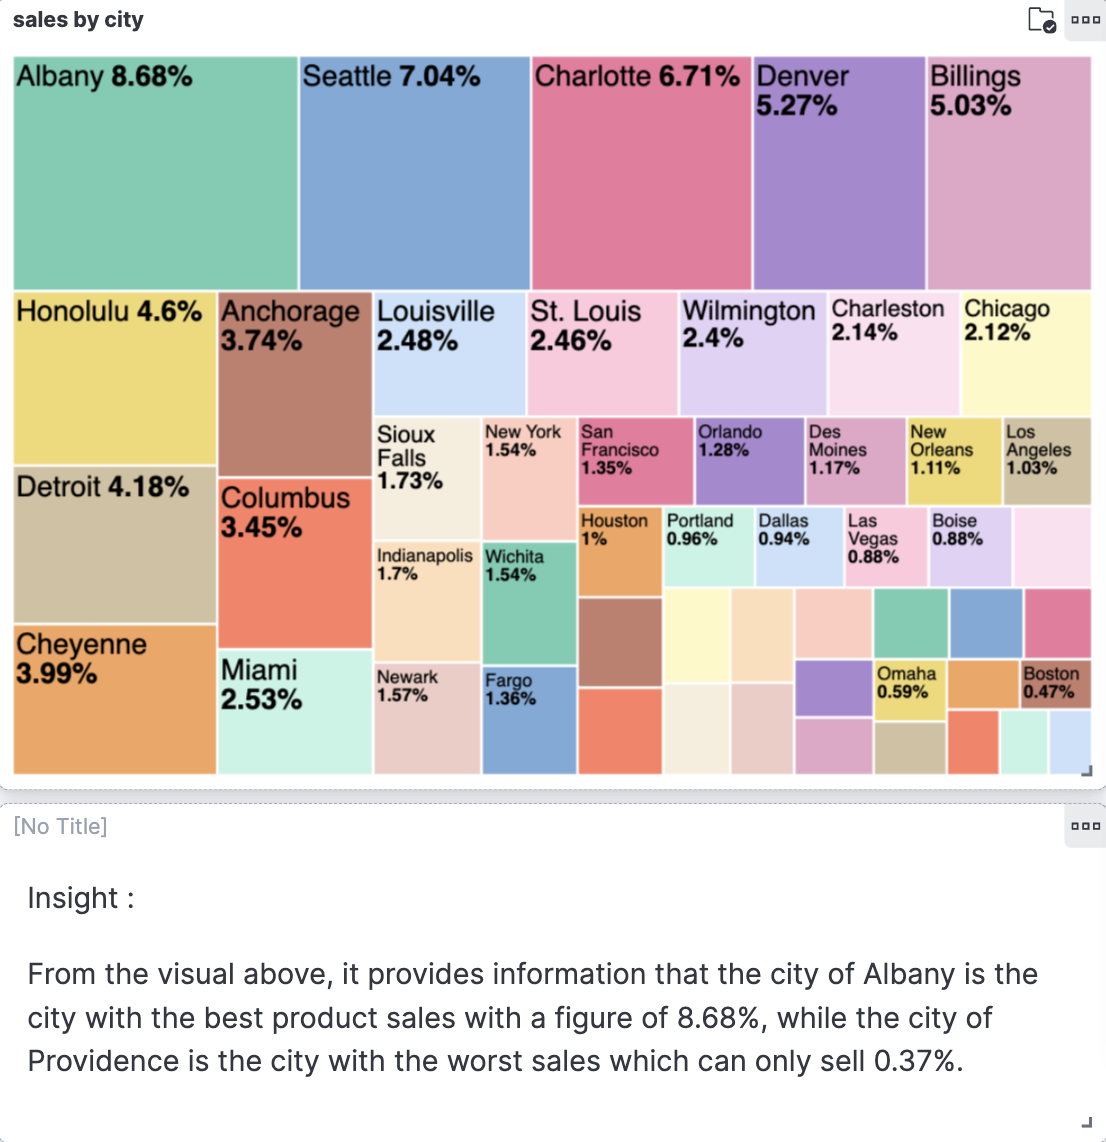 sales by city
Albany 8.68%
Seattle 7.04%
Charlotte 6.71%
Denver
5.27%
Billings
5.03%
Honolulu 4.6%
Anchorage
3.74%
Louisville
2.48%
St. Louis
2.46%
Wilmington
2.4%
Charleston
2.14%
Chicago
2.12%
Detroit 4.18%
Columbus
3.45%
Sioux
Falls
1.73%
New York
1.54%
San
Francisco
1.35%
Orlando
1.28%
Des
Moines
1.17%
New
Orleans
1.11%
Los
Angeles
1.03%
Houston
1%
Portland
0.96%
Dallas
0.94%
Las
Vegas
0.88%
Boise
0.88%
Indianapolis
1.7%
Wichita
1.54%
Cheyenne
3.99%
Miami
2.53%
Newark
1.57%
Fargo
1.36%
Omaha
0.59%
Boston
0.47%
[No Title]
Insight :
From the visual above, it provides information that the city of Albany is the
city with the best product sales with a figure of 8.68%, while the city of
Providence is the city with the worst sales which can only sell 0.37%.